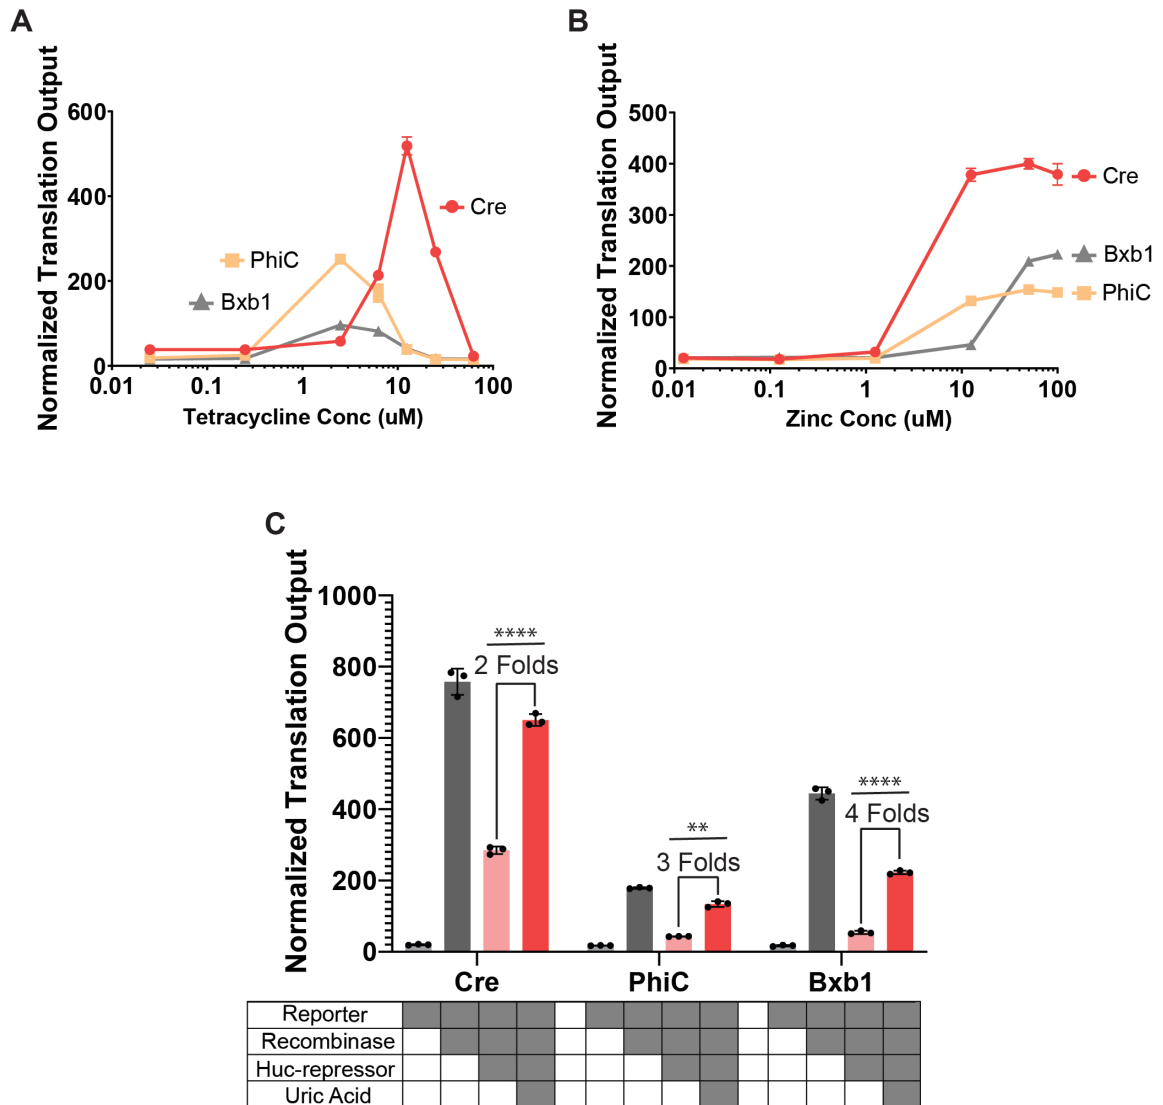 A
Normalized Translation Output
600
400
200
0
0.01 0.1 1 10 100
Tetracycline Conc (uM)
PhiC
Bxb1
Cre
B
Normalized Translation Output
500
400
300
200
100
0
0.01 0.1 1 10 100
Zinc Conc (uM)
Cre
Bxb1
PhiC
C
Normalized Translation Output
1000
800
600
400
200
0
****
2 Folds
**
3 Folds
****
4 Folds
Cre PhiC Bxb1
Reporter
Recombinase
Huc-repressor
Uric Acid